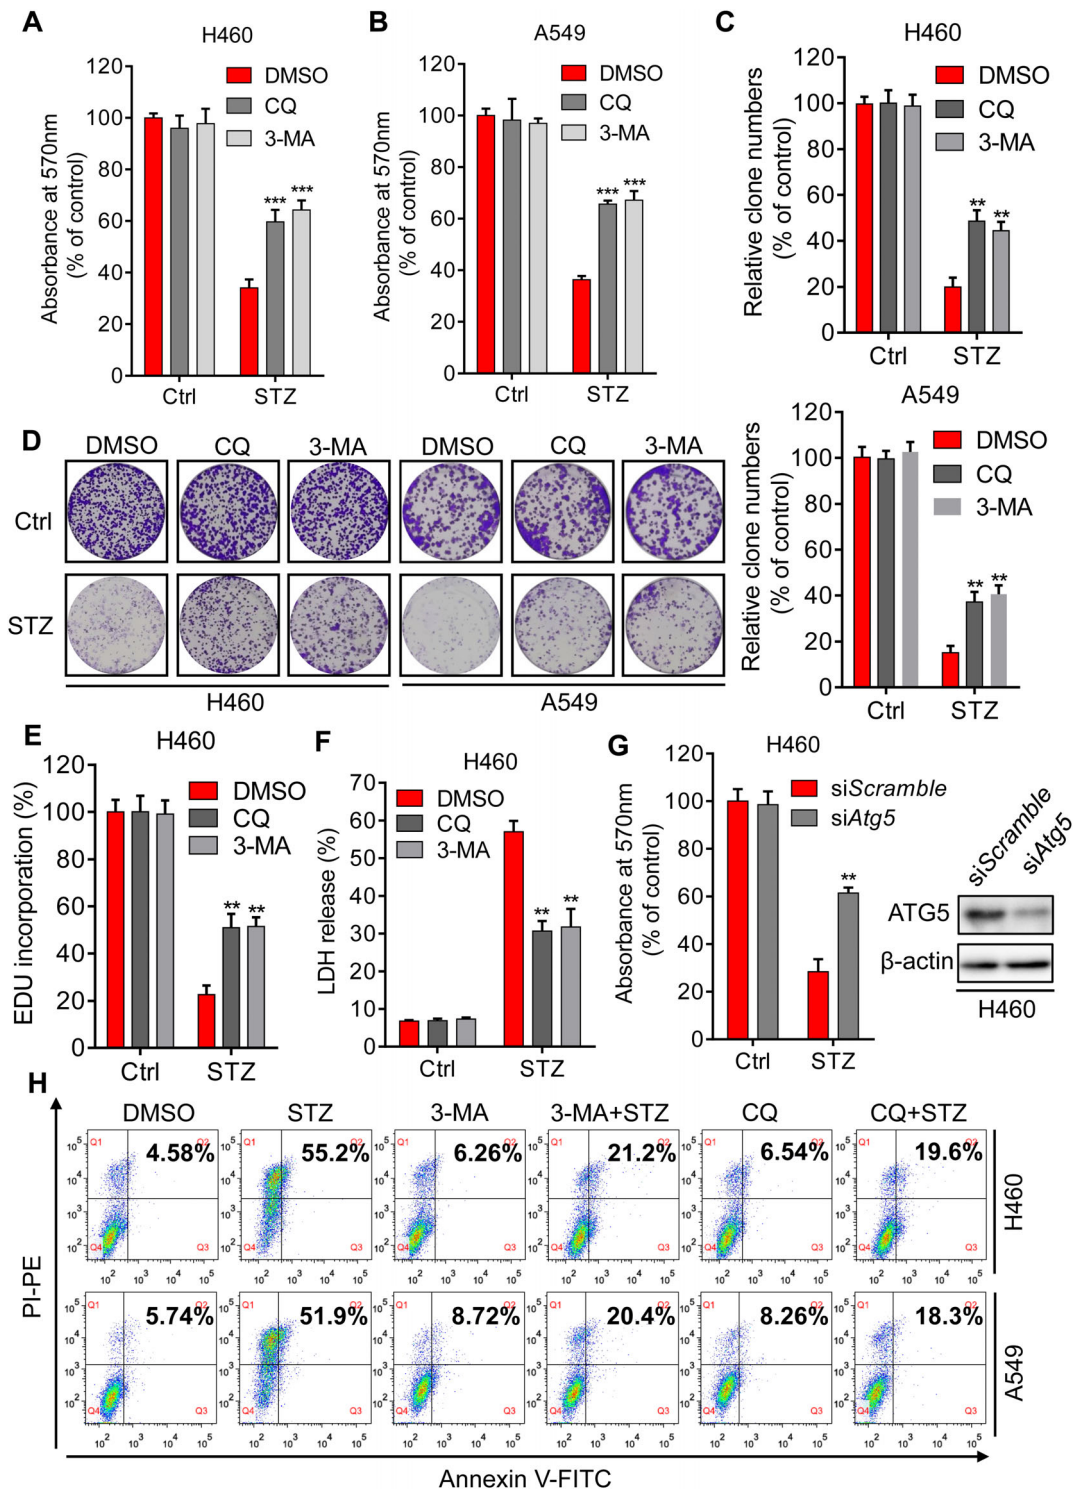 A
H460
120
100
80
60
40
20
0
Absorbance at 570nm
(% of control)
DMSO
CQ
3-MA
***
***
Ctrl
STZ
B
A549
120
100
80
60
40
20
0
Absorbance at 570nm
(% of control)
DMSO
CQ
3-MA
***
***
Ctrl
STZ
C
H460
120
100
80
60
40
20
0
Relative clone numbers
(% of control)
DMSO
CQ
3-MA
**
**
Ctrl
STZ
A549
120
100
80
60
40
20
0
Relative clone numbers
(% of control)
DMSO
CQ
3-MA
**
**
Ctrl
STZ
D
DMSO CQ 3-MA DMSO CQ 3-MA
Ctrl
STZ
H460
A549
E
H460
120
100
80
60
40
20
0
EDU incorporation (%)
DMSO
CQ
3-MA
**
**
Ctrl
STZ
F
H460
70
60
50
40
30
20
10
0
LDH release (%)
DMSO
CQ
3-MA
**
**
Ctrl
STZ
G
H460
120
100
80
60
40
20
0
Absorbance at 570nm
(% of control)
siScramble
siAtg5
**
Ctrl
STZ
siScramble
siAtg5
ATG5
β-actin
H460
H
DMSO STZ 3-MA 3-MA+STZ CQ CQ+STZ
PI-PE
4.58% 55.2% 6.26% 21.2% 6.54% 19.6%
H460
5.74% 51.9% 8.72% 20.4% 8.26% 18.3%
A549
Annexin V-FITC